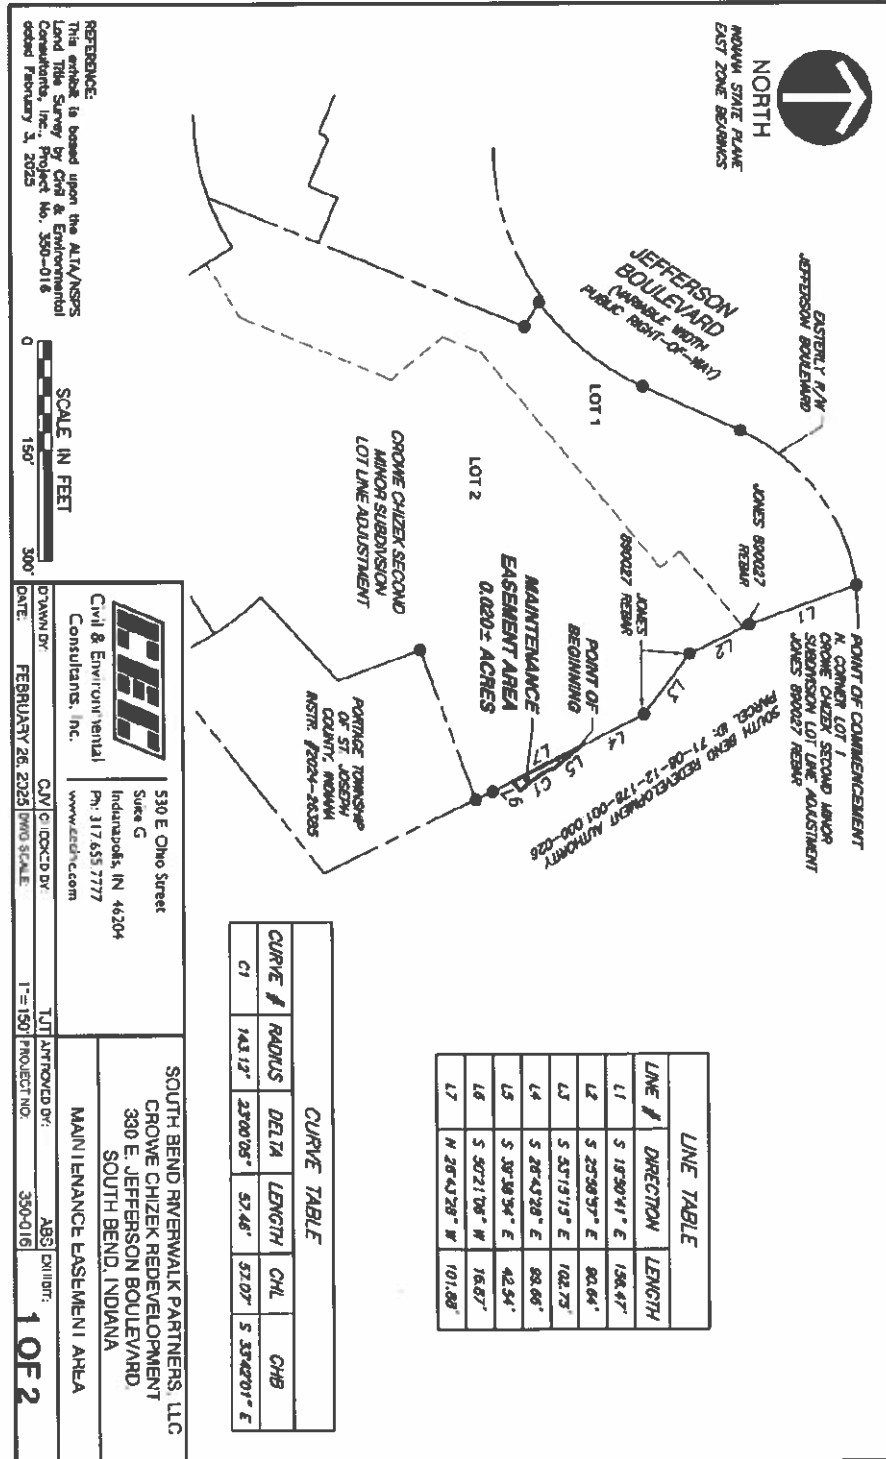 NORTH
INDIANA STATE PLANE
EAST ZONE BEARINGS
EASTERLY R/W
JEFFERSON BOULEVARD
JEFFERSON
BOULEVARD
(VARIABLE WIDTH
PUBLIC RIGHT-OF-WAY)
LOT 1
LOT 2
JONES 890027
REBAR
JONES
890027 REBAR
POINT OF COMMENCEMENT
N. CORNER LOT 1
CROWE CHIZEK SECOND MINOR
SUBDIVISION LOT LINE ADJUSTMENT
JONES 890027 REBAR
L1
L2
L3
L4
L5
C1
L6
L7
SOUTH BEND REDEVELOPMENT AUTHORITY
PARCEL ID: 71-08-12-178-001.000-026
POINT OF
BEGINNING
MAINTENANCE
EASEMENT AREA
0.020± ACRES
CROWE CHIZEK SECOND
MINOR SUBDIVISION
LOT LINE ADJUSTMENT
PORTAGE TOWNSHIP
OF ST. JOSEPH
COUNTY, INDIANA
INSTR. #2024-26385
LINE TABLE
LINE # DIRECTION LENGTH
L1 S 19°50'41" E 158.47'
L2 S 25°58'57" E 90.64'
L3 S 53°15'15" E 102.75'
L4 S 26°43'28" E 99.66'
L5 S 39°38'54" E 42.54'
L6 S 50°21'06" W 16.87'
L7 N 26°43'28" W 101.88'
CURVE TABLE
CURVE # RADIUS DELTA LENGTH CHL CHB
C1 143.12' 23°00'05" 57.46' 57.07' S 33°42'01" E
REFERENCE:
This exhibit is based upon the ALTA/NSPS
Land Title Survey by Civil & Environmental
Consultants, Inc., Project No. 350-016
dated February 3, 2025
SCALE IN FEET
0 150' 300'
Civil & Environmental
Consultants, Inc.
530 E Ohio Street
Suite G
Indianapolis, IN 46204
Ph: 317.655.7777
www.cecinc.com
SOUTH BEND RIVERWALK PARTNERS, LLC
CROWE CHIZEK REDEVELOPMENT
330 E. JEFFERSON BOULEVARD,
SOUTH BEND, INDIANA
MAINTENANCE EASEMENT AREA
DRAWN BY: CJV CHECKED BY: TJT APPROVED BY: ABS EXHIBIT:
DATE: FEBRUARY 26, 2025 DWG SCALE: 1"=150' PROJECT NO: 350-016
1 OF 2